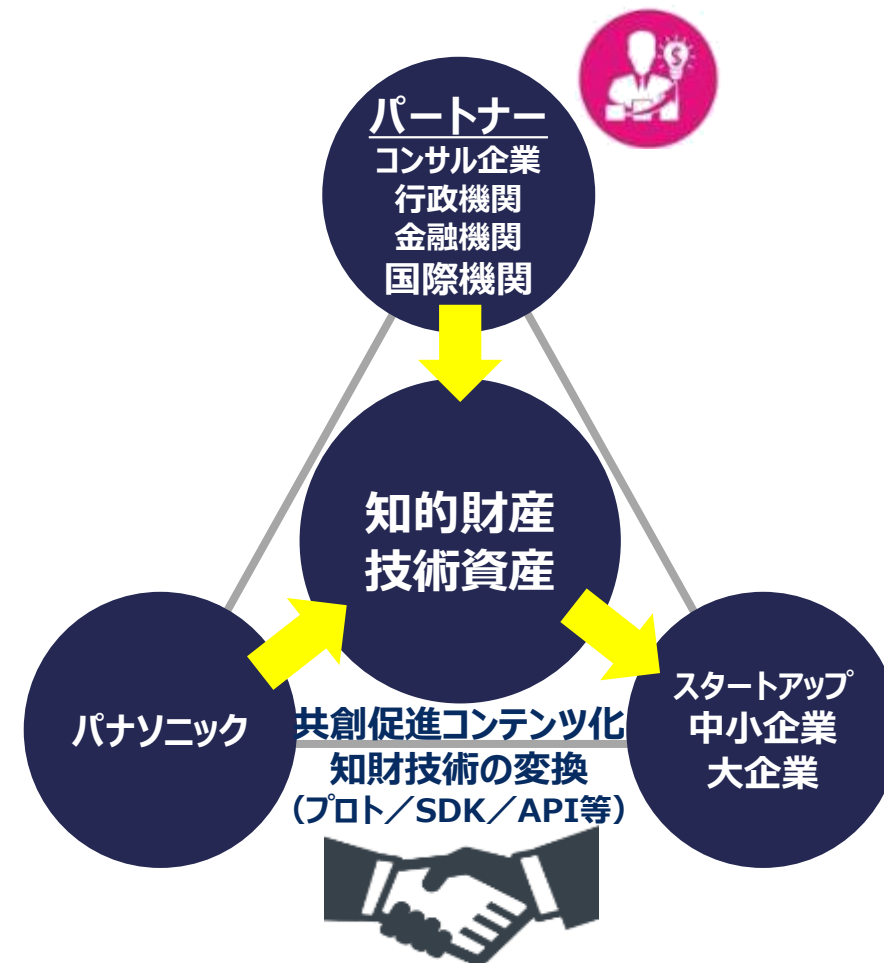 パートナー
コンサル企業
行政機関
金融機関
国際機関
知的財産
技術資産
パナソニック
スタートアップ
中小企業
大企業
共創促進コンテンツ化
知財技術の変換
（プロト／SDK／API等）